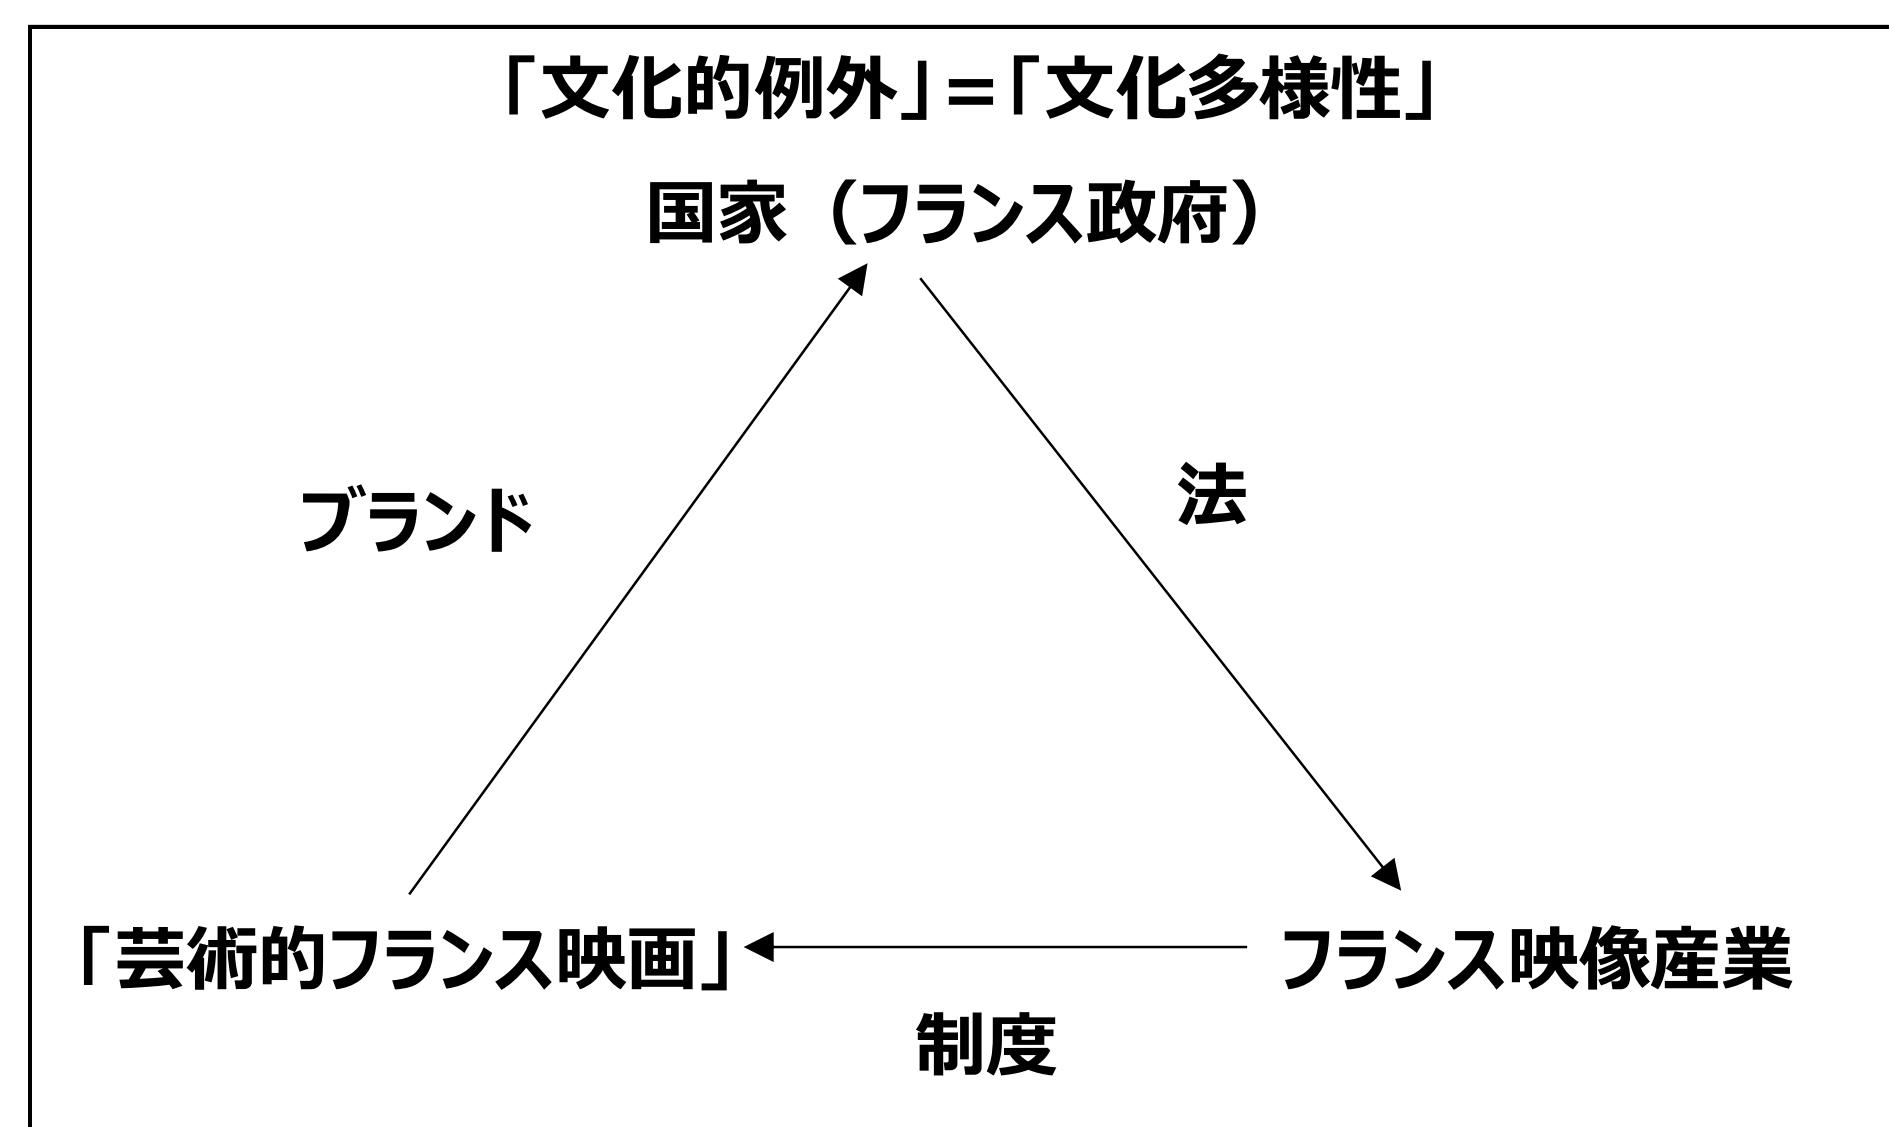 「文化的例外」=「文化多様性」
国家（フランス政府）
ブランド
法
「芸術的フランス映画」
フランス映像産業
制度